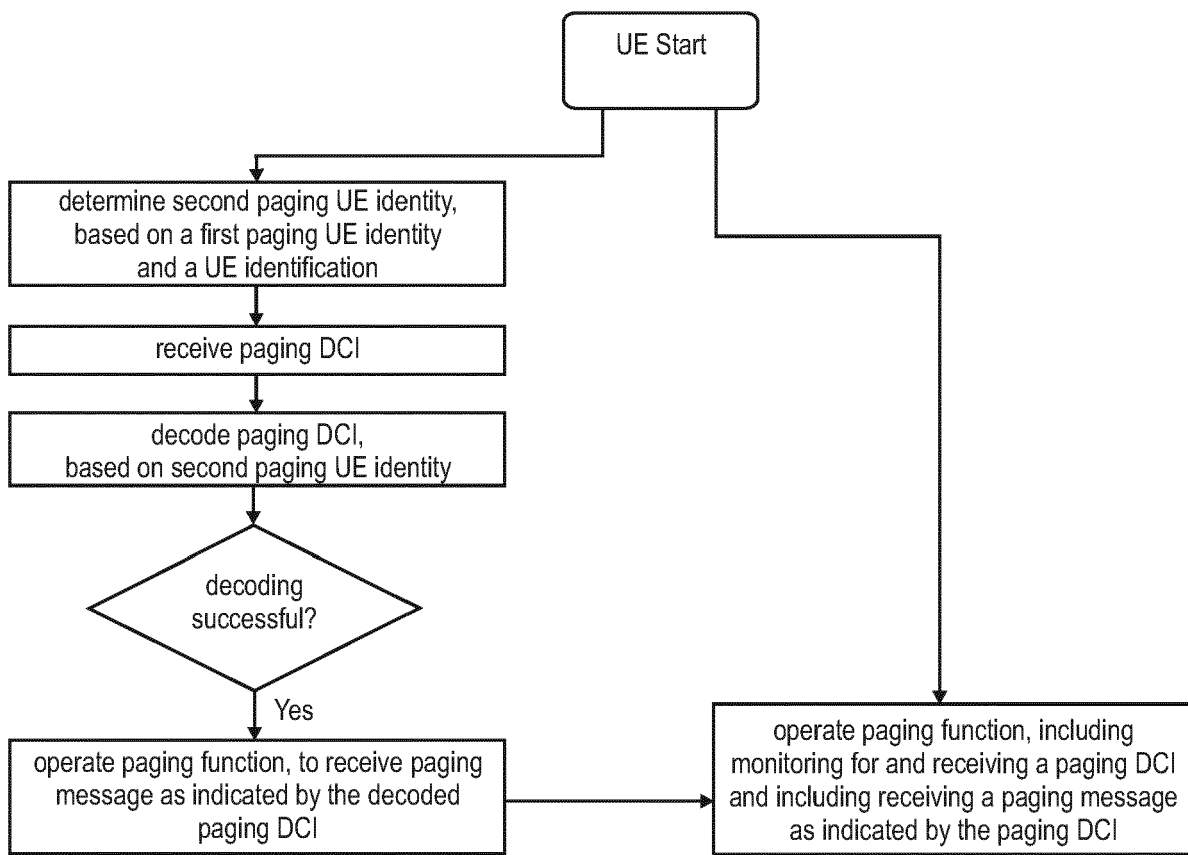 UE Start
determine second paging UE identity,
based on a first paging UE identity
and a UE identification
receive paging DCI
decode paging DCI,
based on second paging UE identity
decoding
successful?
Yes
operate paging function, to receive paging
message as indicated by the decoded
paging DCI
operate paging function, including
monitoring for and receiving a paging DCI
and including receiving a paging message
as indicated by the paging DCI